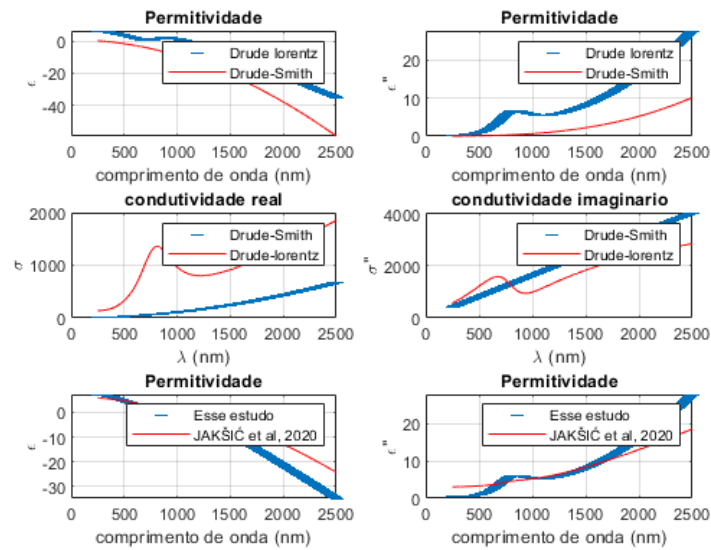 Permitividade
0
-20
-40
ϵ
0 500 1000 1500 2000 2500
comprimento de onda (nm)
Drude lorentz
Drude-Smith
Permitividade
20
10
0
ϵ"
0 500 1000 1500 2000 2500
comprimento de onda (nm)
Drude lorentz
Drude-Smith
condutividade real
2000
1000
0
σ
0 500 1000 1500 2000 2500
λ (nm)
Drude-Smith
Drude-lorentz
condutividade imaginario
4000
2000
0
σ"
0 500 1000 1500 2000 2500
λ (nm)
Drude-Smith
Drude-lorentz
Permitividade
0
-10
-20
-30
ϵ
0 500 1000 1500 2000 2500
comprimento de onda (nm)
Esse estudo
JAKŠIĆ et al, 2020
Permitividade
20
10
0
ϵ"
0 500 1000 1500 2000 2500
comprimento de onda (nm)
Esse estudo
JAKŠIĆ et al, 2020